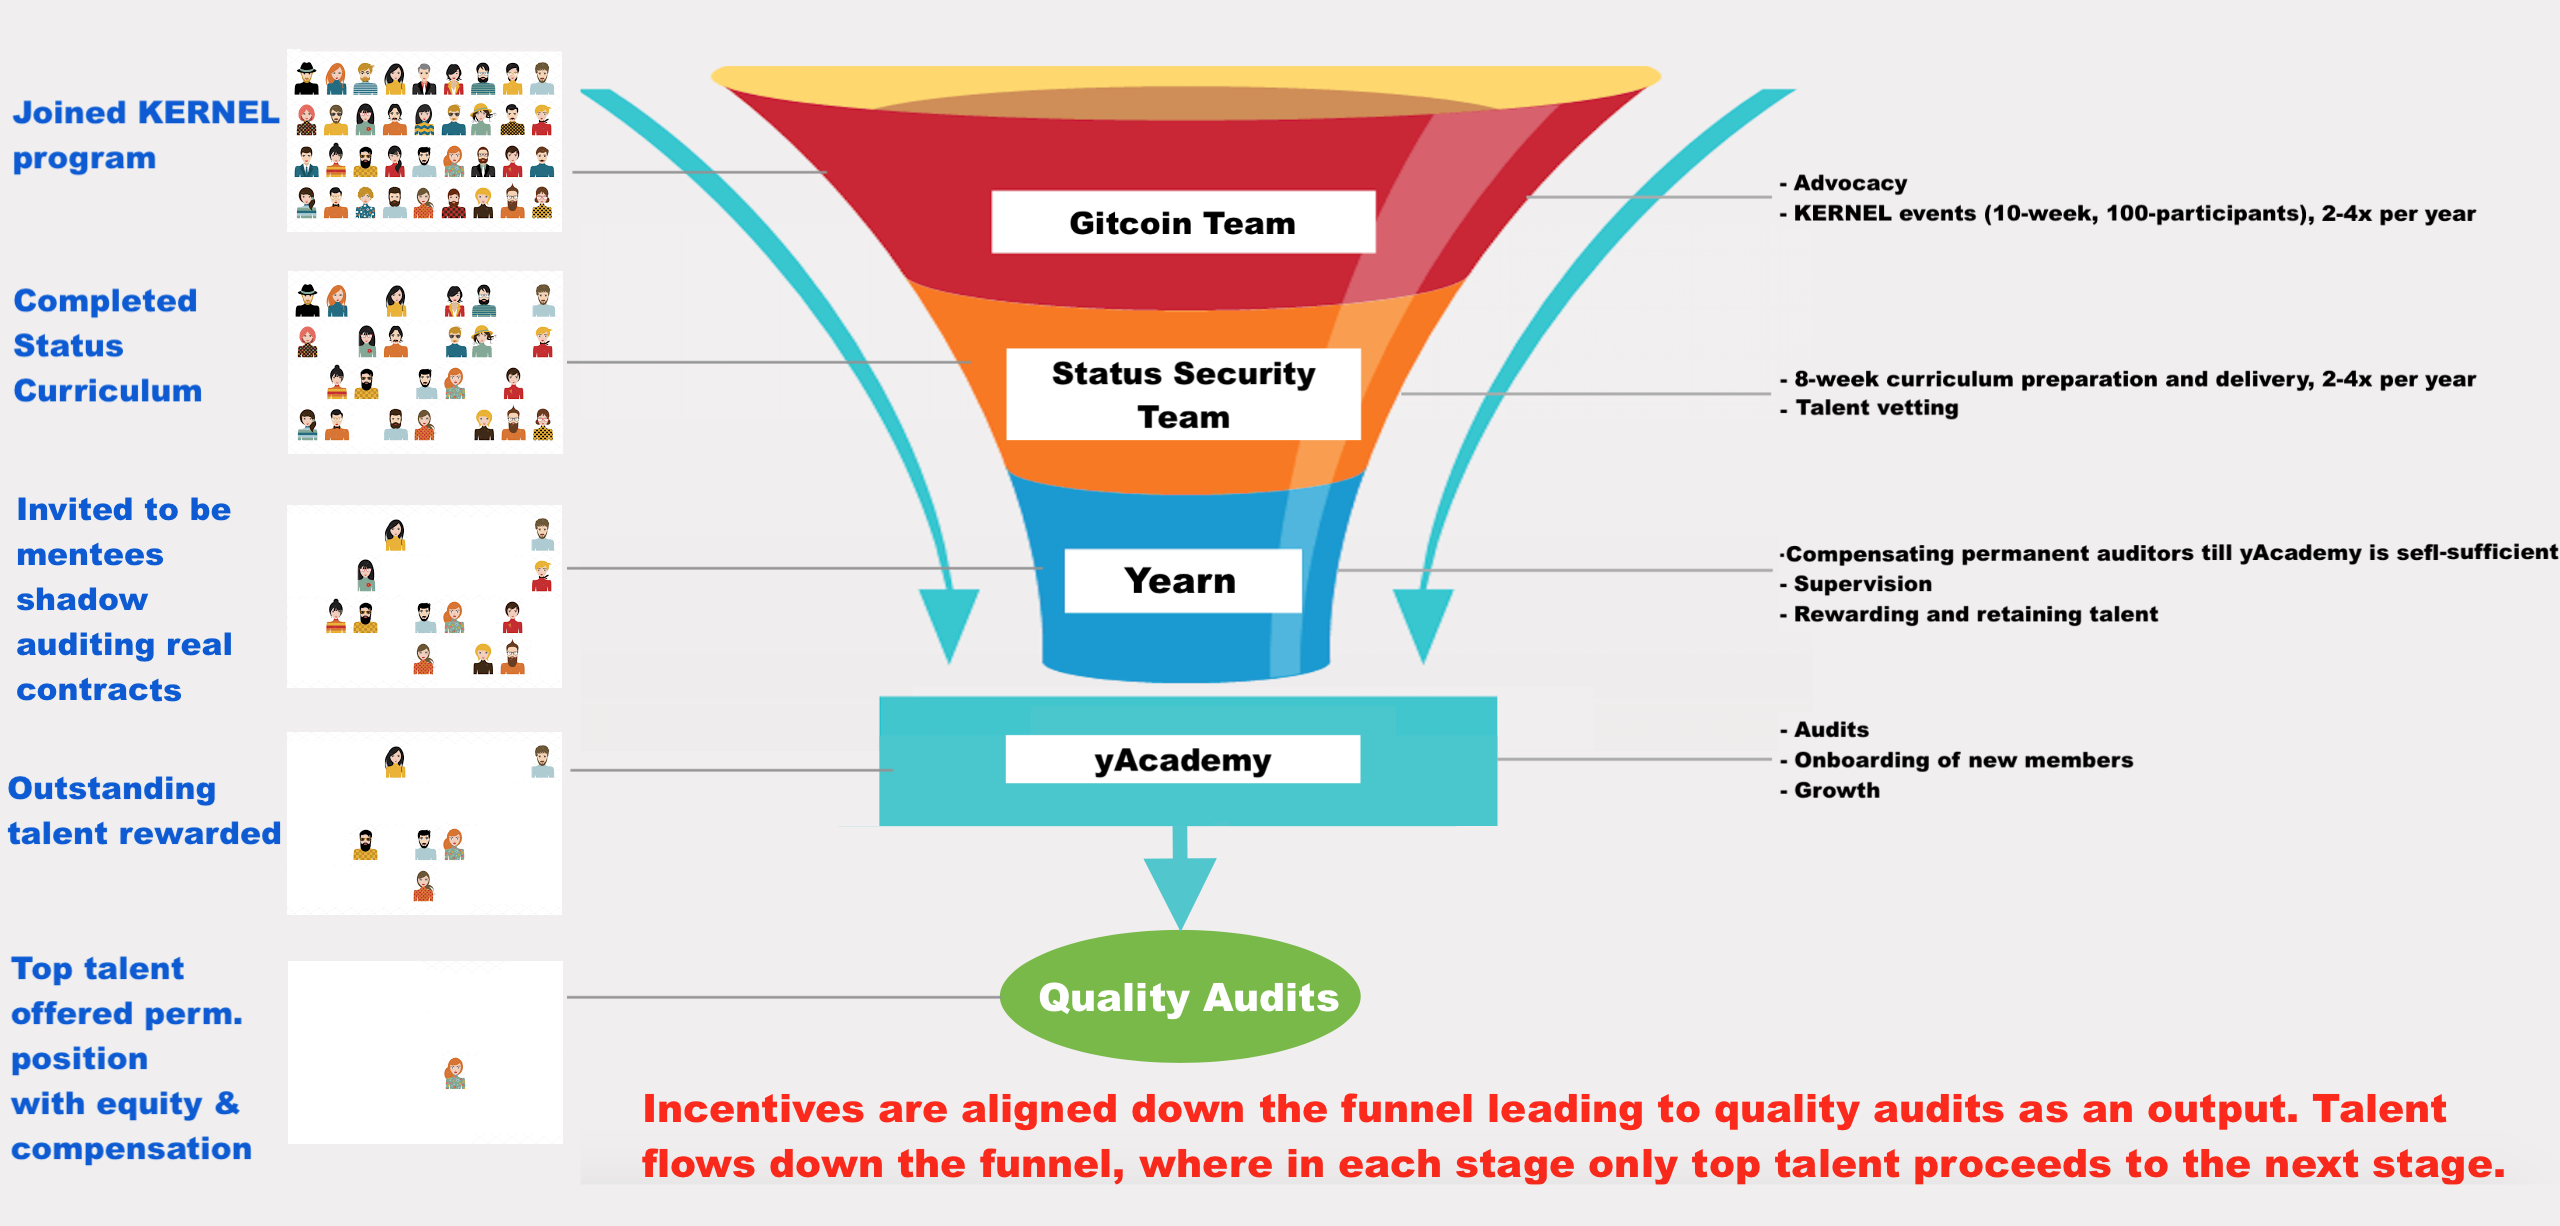 Joined KERNEL
program
Completed
Status
Curriculum
Invited to be
mentees
shadow
auditing real
contracts
Outstanding
talent rewarded
Top talent
offered perm.
position
with equity &
compensation
Gitcoin Team
Status Security
Team
Yearn
yAcademy
Quality Audits
- Advocacy
- KERNEL events (10-week, 100-participants), 2-4x per year
- 8-week curriculum preparation and delivery, 2-4x per year
- Talent vetting
-Compensating permanent auditors till yAcademy is sefl-sufficient
- Supervision
- Rewarding and retaining talent
- Audits
- Onboarding of new members
- Growth
Incentives are aligned down the funnel leading to quality audits as an output. Talent
flows down the funnel, where in each stage only top talent proceeds to the next stage.